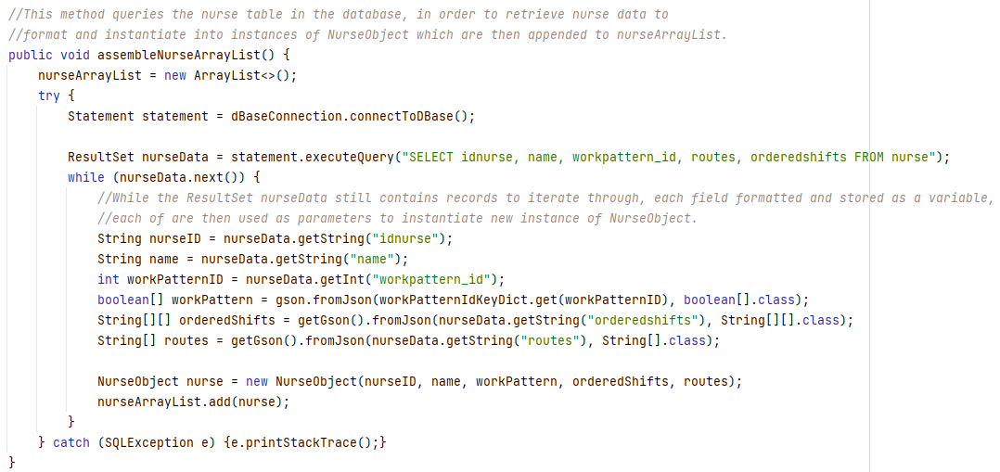 //This method queries the nurse table in the database, in order to retrieve nurse data to
//format and instantiate into instances of NurseObject which are then appended to nurseArrayList.
public void assembleNurseArrayList() {
    nurseArrayList = new ArrayList<>();
    try {
        Statement statement = dBaseConnection.connectToDBase();

        ResultSet nurseData = statement.executeQuery("SELECT idnurse, name, workpattern_id, routes, orderedshifts FROM nurse");
        while (nurseData.next()) {
            //While the ResultSet nurseData still contains records to iterate through, each field formatted and stored as a variable,
            //each of are then used as parameters to instantiate new instance of NurseObject.
            String nurseID = nurseData.getString("idnurse");
            String name = nurseData.getString("name");
            int workPatternID = nurseData.getInt("workpattern_id");
            boolean[] workPattern = gson.fromJson(workPatternIdKeyDict.get(workPatternID), boolean[].class);
            String[][] orderedShifts = getGson().fromJson(nurseData.getString("orderedshifts"), String[][].class);
            String[] routes = getGson().fromJson(nurseData.getString("routes"), String[].class);

            NurseObject nurse = new NurseObject(nurseID, name, workPattern, orderedShifts, routes);
            nurseArrayList.add(nurse);
        }
    } catch (SQLException e) {e.printStackTrace();}
}